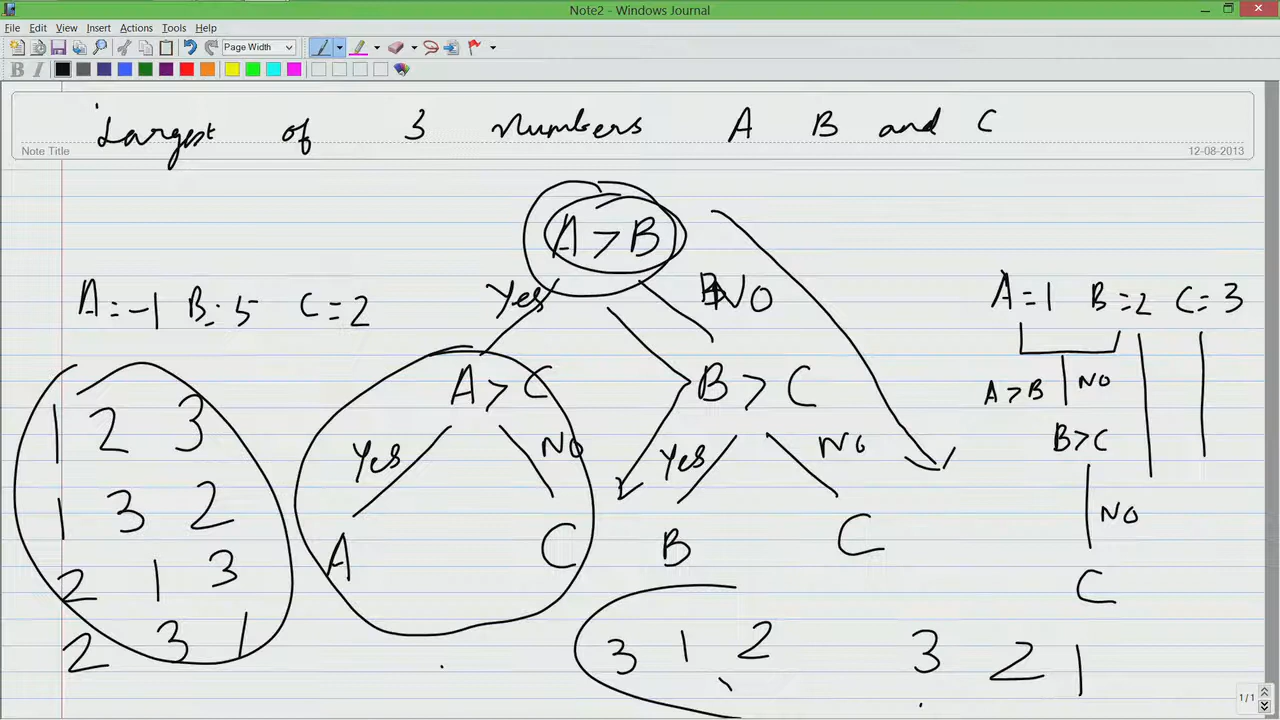 Note2 - Windows Journal
File Edit View Insert Actions Tools Help
Page Width
B I
Largest of 3 Numbers A B and C
Note Title
12-08-2013
A > B
Yes
NO
A = -1 B = 5 C = 2
A = 1 B = 2 C = 3
A > C
B > C
A > B NO
Yes
NO
Yes
NO
B > C
NO
A
C
B
C
C
1 2 3
1 3 2
2 1 3
2 3 1
3 1 2
3 2 1
1/1